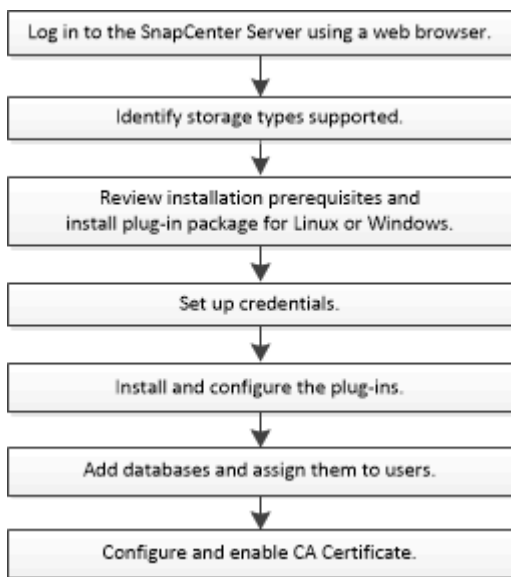 Log in to the SnapCenter Server using a web browser.
Identify storage types supported.
Review installation prerequisites and
install plug-in package for Linux or Windows.
Set up credentials.
Install and configure the plug-ins.
Add databases and assign them to users.
Configure and enable CA Certificate.